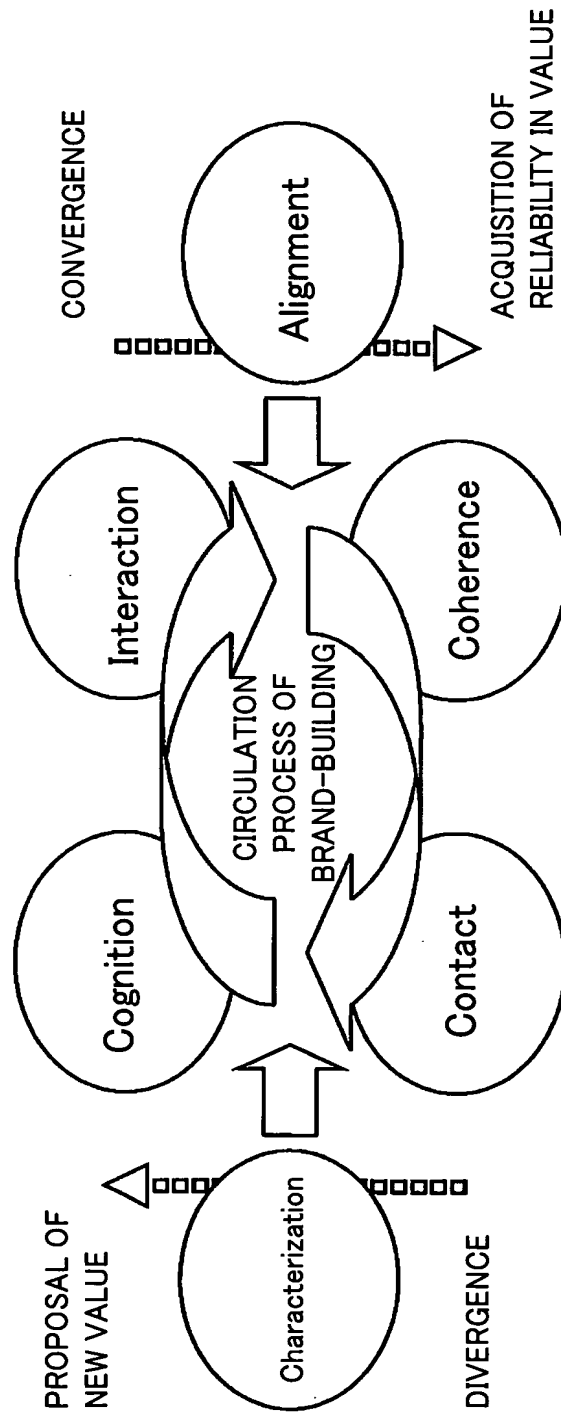 PROPOSAL OF
NEW VALUE
Characterization
DIVERGENCE
Cognition
Contact
CIRCULATION
PROCESS OF
BRAND-BUILDING
Interaction
Coherence
CONVERGENCE
Alignment
ACQUISITION OF
RELIABILITY IN VALUE